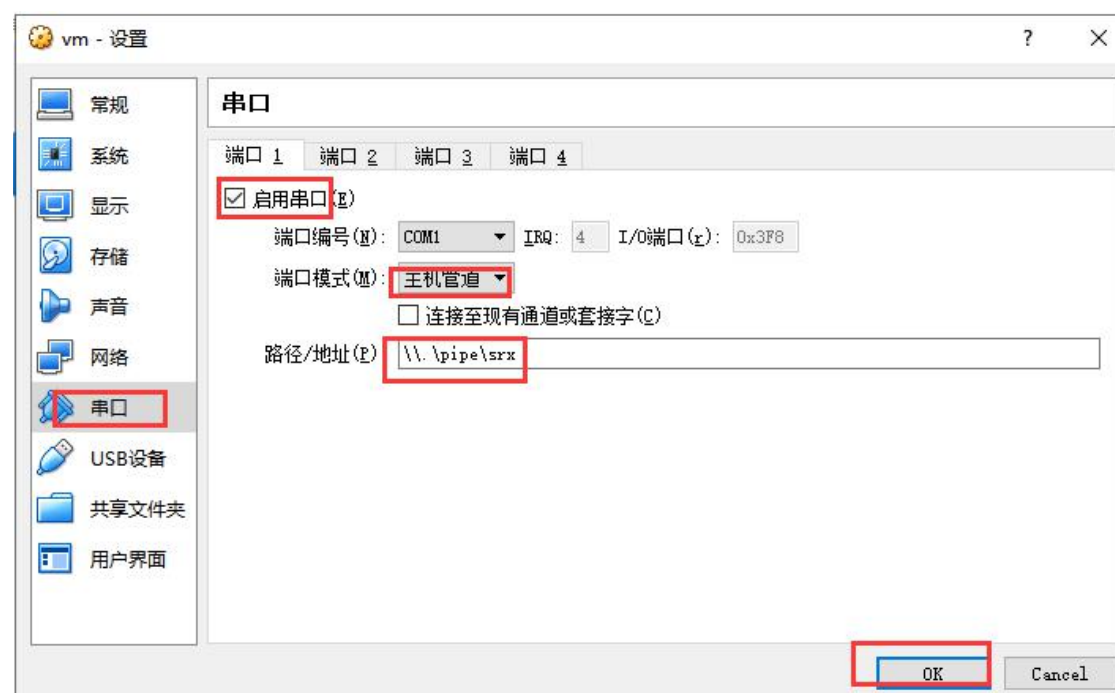 vm - 设置
?
常规
系统
显示
存储
声音
网络
串口
USB设备
共享文件夹
用户界面
串口
端口 1 端口 2 端口 3 端口 4
启用串口(E)
端口编号(N): COM1 IRQ: 4 I/O端口(r): 0x3F8
端口模式(M): 主机管道
连接至现有通道或套接字(C)
路径/地址(P) \\.\pipe\srx
OK Cancel